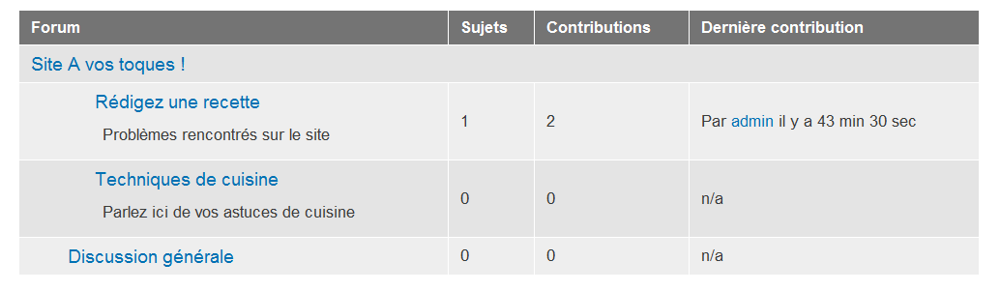 Forum Sujets Contributions Dernière contribution
Site A vos toques !
Rédigez une recette
Problèmes rencontrés sur le site
1 2 Par admin il y a 43 min 30 sec
Techniques de cuisine
Parlez ici de vos astuces de cuisine
0 0 n/a
Discussion générale 0 0 n/a